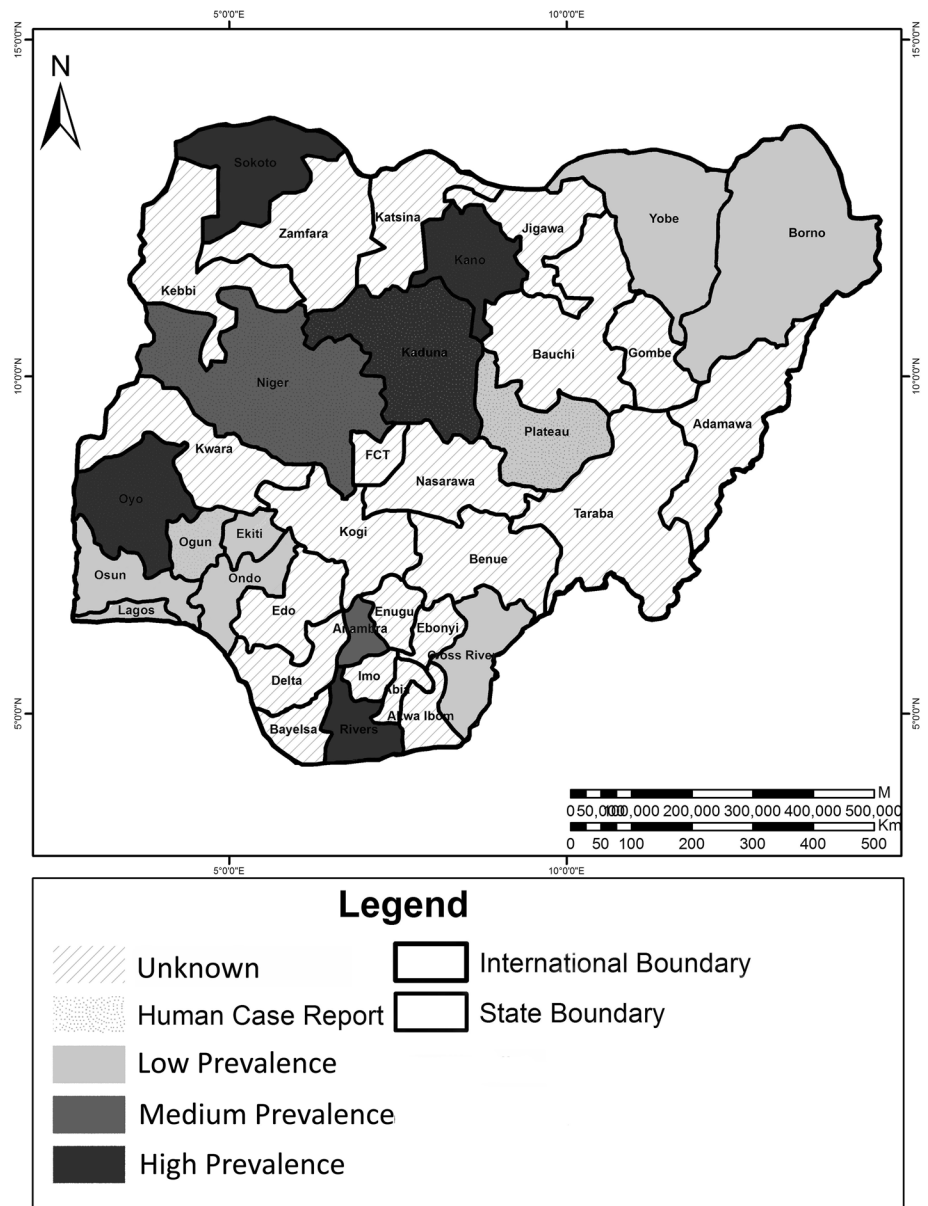 5°0'0"E 10°0'0"E
15°0'0"N 15°0'0"N
N
Sokoto
Katsina
Yobe
Jigawa
Zamfara
Borno
Kano
Kebbi
Kaduna
Bauchi
Gombe
10°0'0"N 10°0'0"N
Niger
Adamawa
Plateau
Kwara
FCT
Nasarawa
Oyo
Taraba
Kogi
Ekiti
Ogun
Benue
Osun
Ondo
Lagos
Edo
Enugu
Anambra
Ebonyi
Cross River
Imo
Delta
Abia
5°0'0"N 5°0'0"N
Akwa Ibom
Bayelsa
Rivers
M
0 50,000 100,000 200,000 300,000 400,000 500,000
Km
0 50 100 200 300 400 500
5°0'0"E 10°0'0"E
Legend
Unknown
International Boundary
Human Case Report
State Boundary
Low Prevalence
Medium Prevalence
High Prevalence